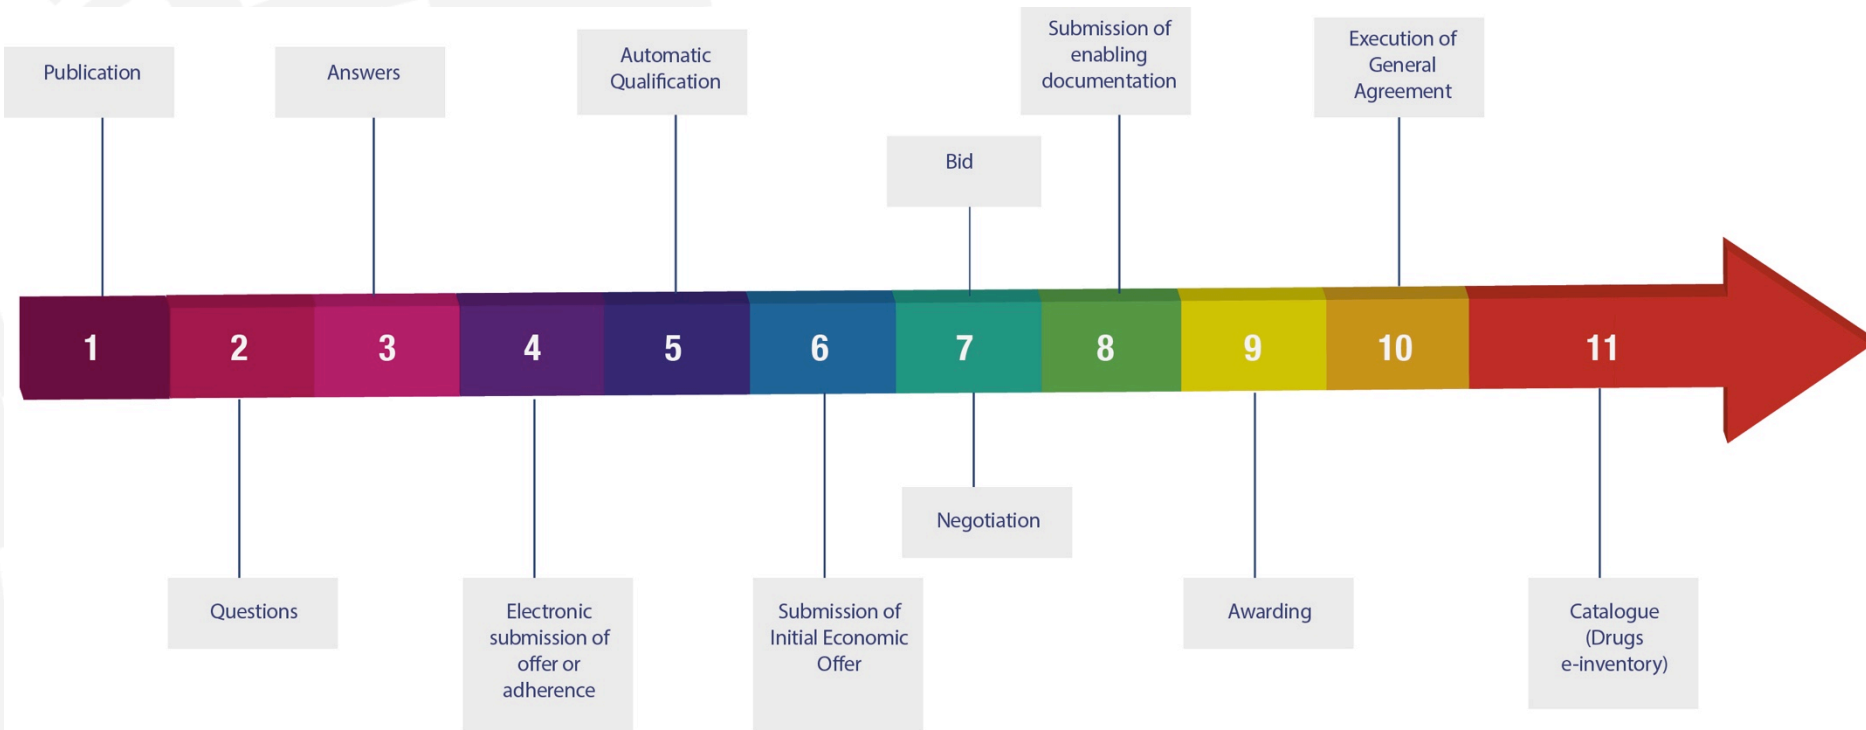 Publication
Answers
Automatic
Qualification
Submission of
enabling
documentation
Execution of
General
Agreement
Bid
1
2
3
4
5
6
7
8
9
10
11
Negotiation
Questions
Electronic
submission of
offer or
adherence
Submission of
Initial Economic
Offer
Awarding
Catalogue
(Drugs
e-inventory)